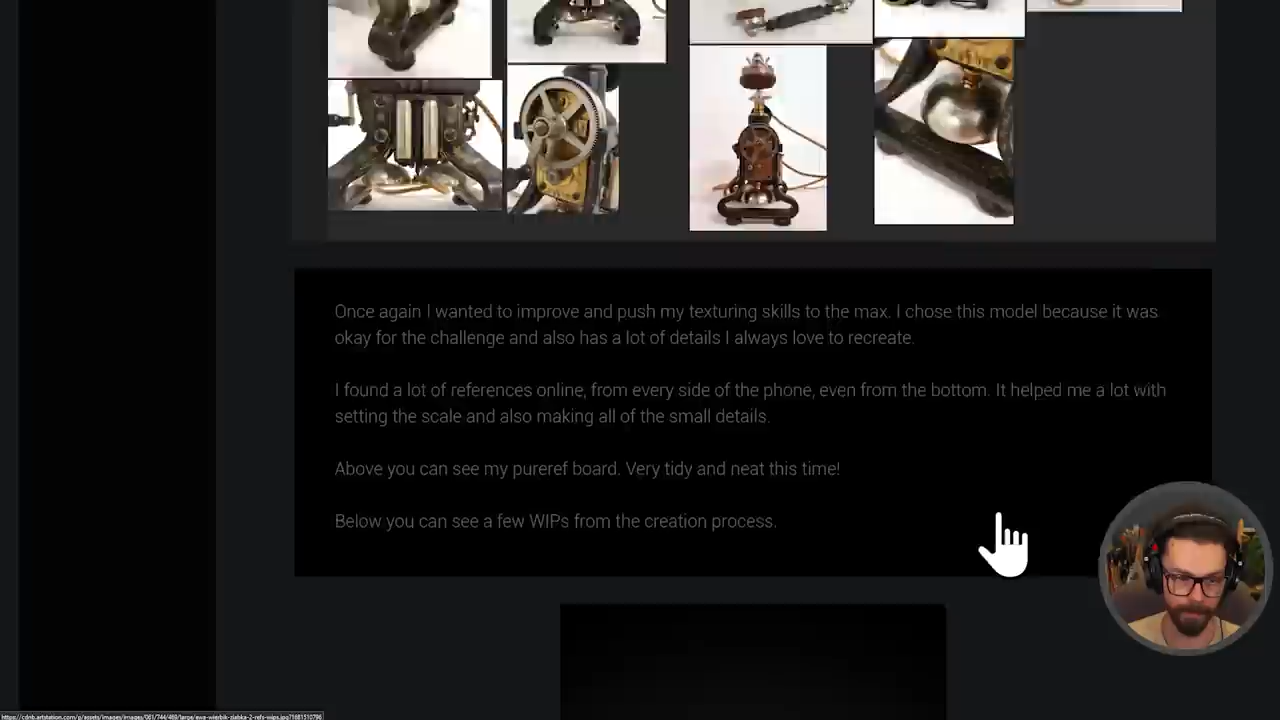 Once again I wanted to improve and push my texturing skills to the max. I chose this model because it was
okay for the challenge and also has a lot of details I always love to recreate.
I found a lot of references online, from every side of the phone, even from the bottom. It helped me a lot with
setting the scale and also making all of the small details.
Above you can see my pureref board. Very tidy and neat this time!
Below you can see a few WIPs from the creation process.